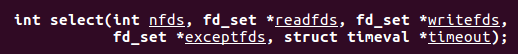 int select(int nfds, fd_set *readfds, fd_set *writefds,
fd_set *exceptfds, struct timeval *timeout);